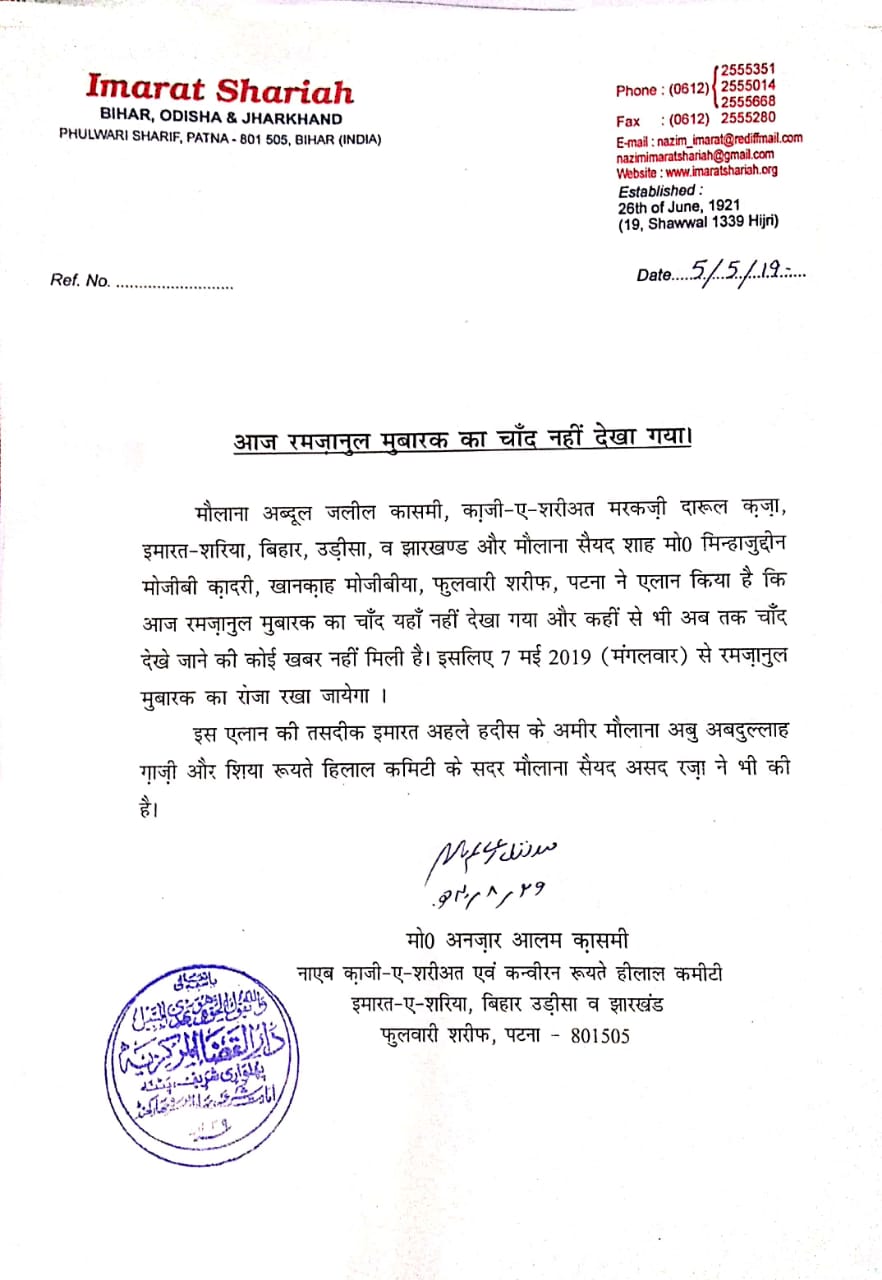 Imarat Shariah
BIHAR, ODISHA & JHARKHAND
PHULWARI SHARIF, PATNA - 801 505, BIHAR (INDIA)
Phone : (0612) 2555351
2555014
2555668
Fax : (0612) 2555280
E-mail : nazim_imarat@rediffmail.com
nazimimaratshariah@gmail.com
Website : www.imaratshariah.org
Established :
26th of June, 1921
(19, Shawwal 1339 Hijri)
Ref. No. ..........................
Date.....5/5/19.....
आज रमज़ानुल मुबारक का चाँद नहीं देखा गया।
मौलाना अब्दूल जलील कासमी, का़जी-ए-शरीअत मरकज़ी दारूल क़ज़ा,
इमारत-शरिया, बिहार, उड़ीसा, व झारखण्ड और मौलाना सैयद शाह मो0 मिन्हाजुद्दीन
मोजीबी का़दरी, खानका़ह मोजीबीया, फुलवारी शरीफ, पटना ने एलान किया है कि
आज रमज़ानुल मुबारक का चाँद यहाँ नहीं देखा गया और कहीं से भी अब तक चाँद
देखे जाने की कोई खबर नहीं मिली है। इसलिए 7 मई 2019 (मंगलवार) से रमज़ानुल
मुबारक का रोजा रखा जायेगा ।
इस एलान की तसदीक इमारत अहले हदीस के अमीर मौलाना अबु अबदुल्लाह
गा़ज़ी और शिया रूयते हिलाल कमिटी के सदर मौलाना सैयद असद रज़ा ने भी की
है।
मो0 अनज़ार आलम का़समी
नाएब का़जी-ए-शरीअत एवं कन्वीरन रूयते हीलाल कमीटी
इमारत-ए-शरिया, बिहार उड़ीसा व झारखंड
फुलवारी शरीफ, पटना - 801505
دار القضاء المركزية
پھلواری شریف، پٹنہ